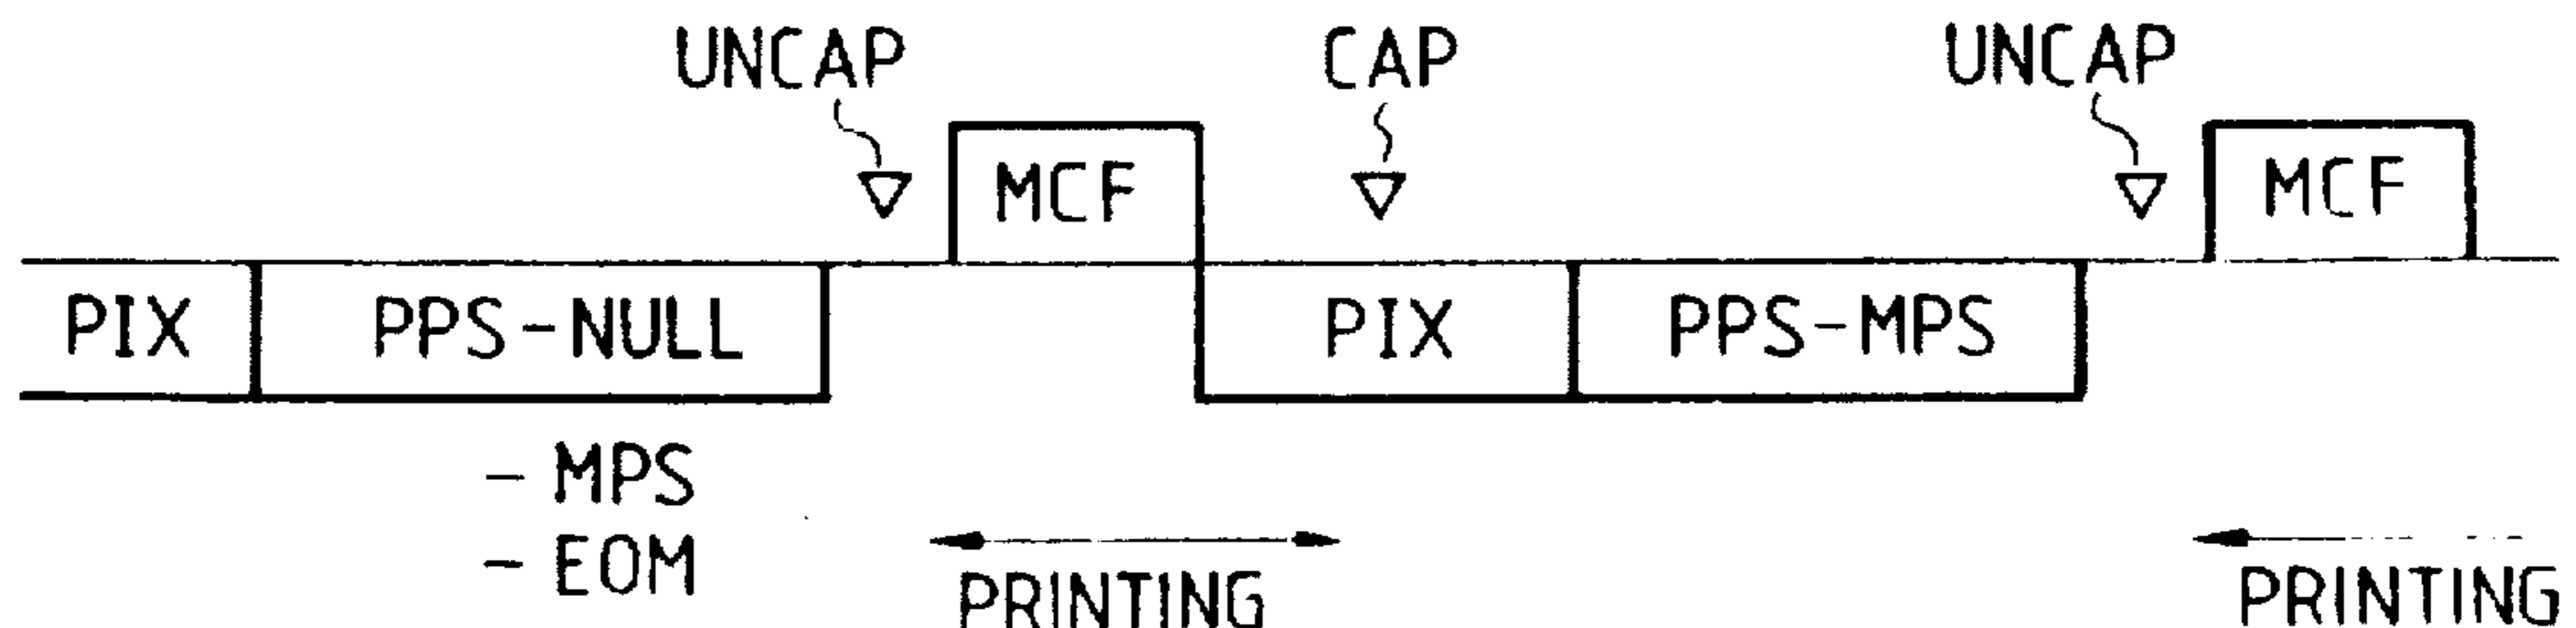 UNCAP CAP UNCAP
MCF MCF
PIX PPS-NULL PIX PPS-MPS
- MPS
- EOM
PRINTING PRINTING